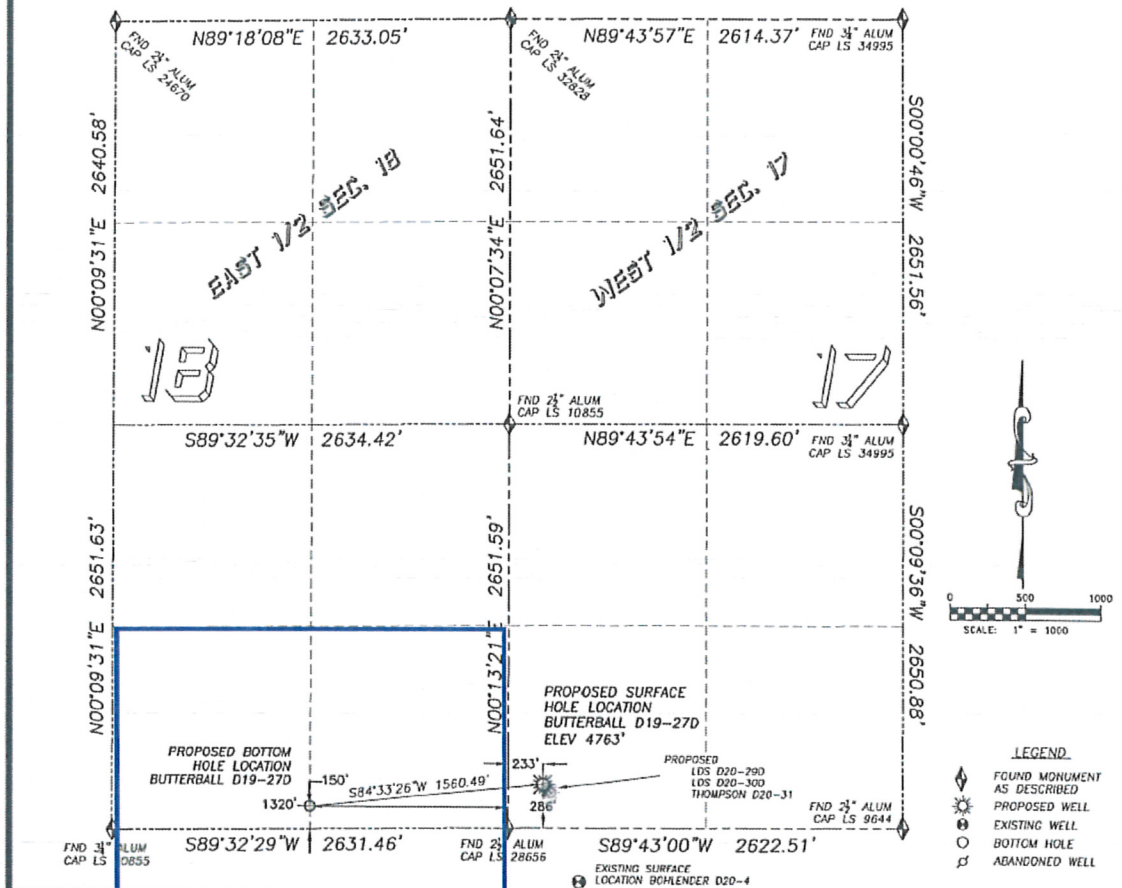 N89°18'08"E 2633.05'
N89°43'57"E 2614.37'
FND 3¼" ALUM
CAP LS 34995
FND 2½" ALUM
CAP LS 24670
FND 2½" ALUM
CAP LS 32828
2640.58'
N00°09'31"E
2651.64'
N00°07'34"E
S00°00'46"W
2651.56'
EAST 1/2 SEC. 18
WEST 1/2 SEC. 17
18
17
FND 2½" ALUM
CAP LS 10855
S89°32'35"W 2634.42'
N89°43'54"E 2619.60'
FND 3¼" ALUM
CAP LS 34995
2651.63'
N00°09'31"E
2651.59'
N00°13'21"E
S00°09'36"W
2650.88'
0 500 1000
SCALE: 1" = 1000
PROPOSED SURFACE
HOLE LOCATION
BUTTERBALL D19-27D
ELEV 4763'
PROPOSED BOTTOM
HOLE LOCATION
BUTTERBALL D19-27D
150'
1320'
S84°33'26"W 1560.49'
233'
286'
PROPOSED
LDS D20-29D
LDS D20-30D
THOMPSON D20-31
FND 2½" ALUM
CAP LS 9644
FND 3¼" ALUM
CAP LS 0855
S89°32'29"W 2631.46'
FND 2½" ALUM
CAP LS 28656
S89°43'00"W 2622.51'
EXISTING SURFACE
LOCATION BOHLENDER D20-4
LEGEND
FOUND MONUMENT
AS DESCRIBED
PROPOSED WELL
EXISTING WELL
BOTTOM HOLE
ABANDONED WELL